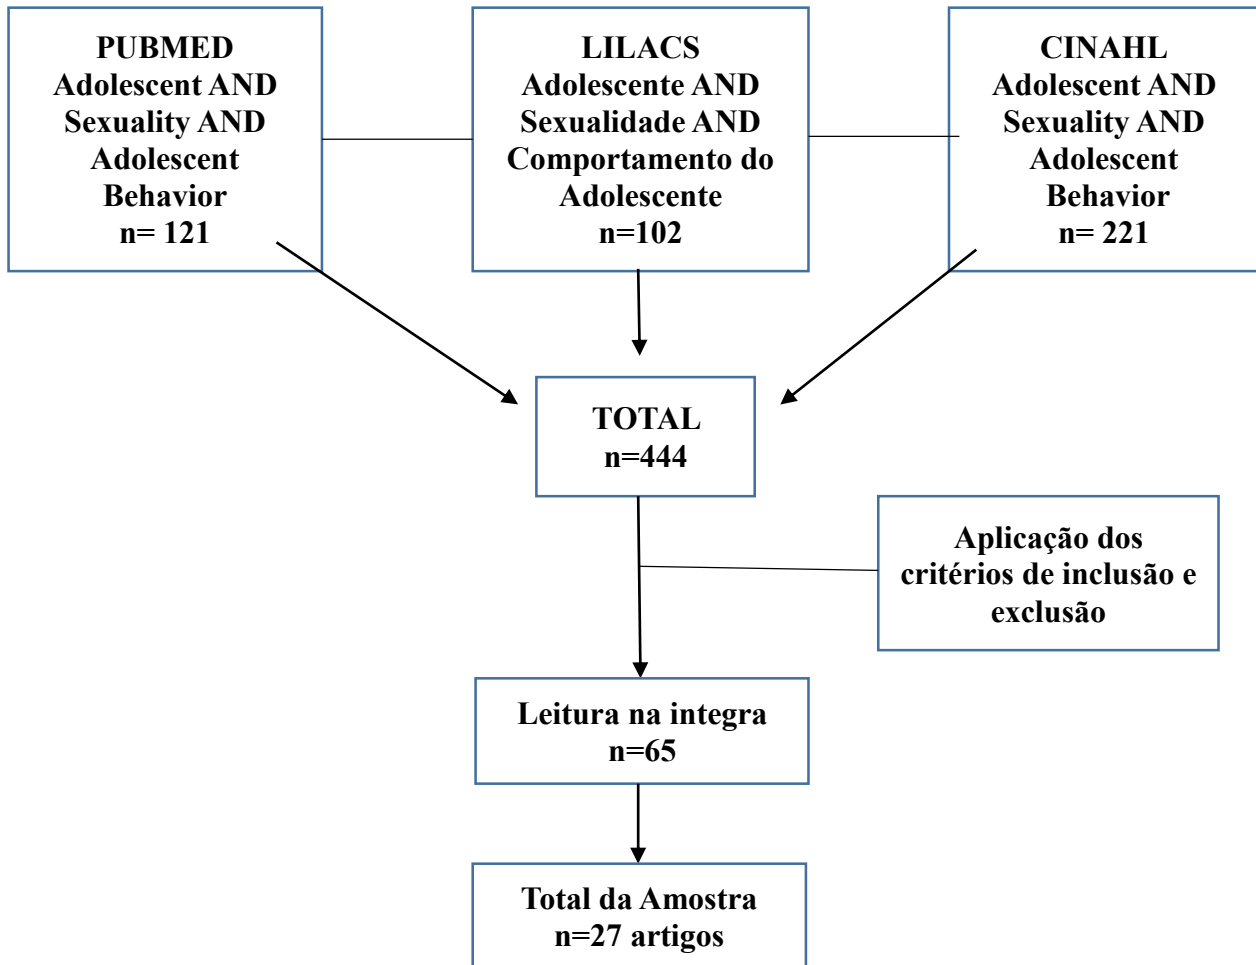 PUBMED
Adolescent AND
Sexuality AND
Adolescent
Behavior
n= 121
LILACS
Adolescente AND
Sexualidade AND
Comportamento do
Adolescente
n=102
CINAHL
Adolescent AND
Sexuality AND
Adolescent
Behavior
n= 221
TOTAL
n=444
Aplicação dos
critérios de inclusão e
exclusão
Leitura na integra
n=65
Total da Amostra
n=27 artigos